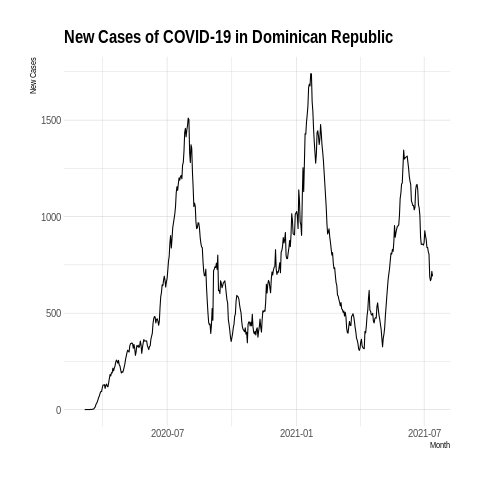 New Cases of COVID-19 in Dominican Republic
New Cases
1500
1000
500
0
2020-07
2021-01
2021-07
Month